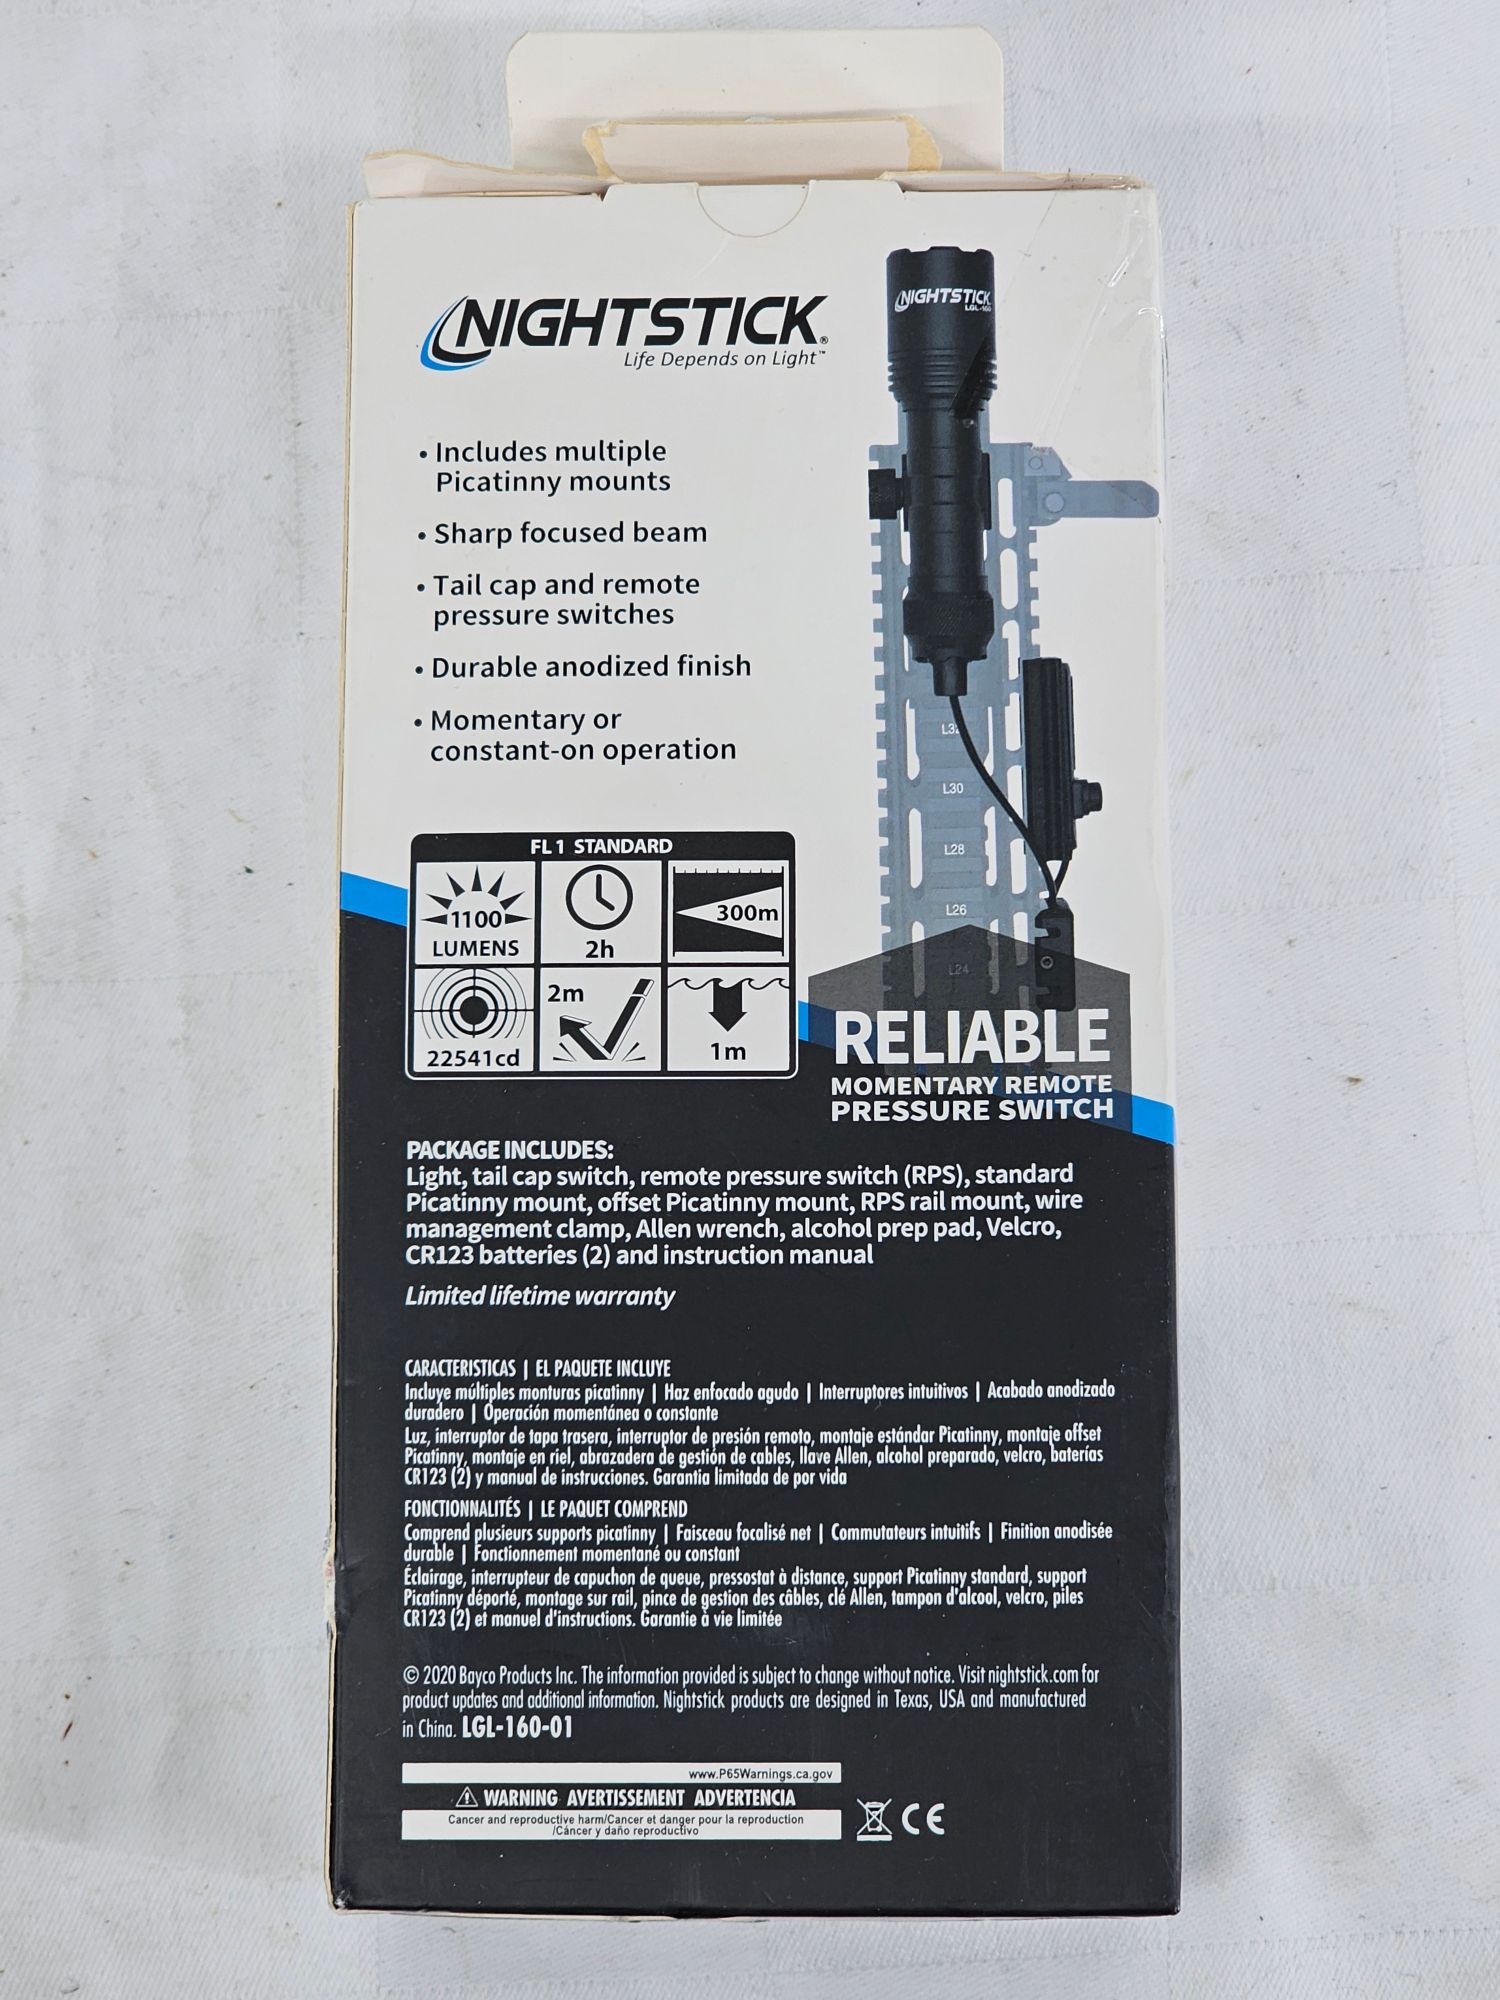 NIGHTSTICK®
Life Depends on Light™
NIGHTSTICK
LGL-160
• Includes multiple
Picatinny mounts
• Sharp focused beam
• Tail cap and remote
pressure switches
• Durable anodized finish
• Momentary or
constant-on operation
L30
L28
L26
L24
FL 1 STANDARD
1100
LUMENS
2h
300m
22541cd
2m
1m
RELIABLE
MOMENTARY REMOTE
PRESSURE SWITCH
PACKAGE INCLUDES:
Light, tail cap switch, remote pressure switch (RPS), standard
Picatinny mount, offset Picatinny mount, RPS rail mount, wire
management clamp, Allen wrench, alcohol prep pad, Velcro,
CR123 batteries (2) and instruction manual
Limited lifetime warranty
CARACTERISTICAS | EL PAQUETE INCLUYE
Incluye múltiples monturas picatinny | Haz enfocado agudo | Interruptores intuitivos | Acabado anodizado
duradero | Operación momentánea o constante
Luz, interruptor de tapa trasera, interruptor de presión remoto, montaje estándar Picatinny, montaje offset
Picatinny, montaje en riel, abrazadera de gestión de cables, llave Allen, alcohol preparado, velcro, baterías
CR123 (2) y manual de instrucciones. Garantia limitada de por vida
FONCTIONNALITÉS | LE PAQUET COMPREND
Comprend plusieurs supports picatinny | Faisceau focalisé net | Commutateurs intuitifs | Finition anodisée
durable | Fonctionnement momentané ou constant
Éclairage, interrupteur de capuchon de queue, pressostat à distance, support Picatinny standard, support
Picatinny déporté, montage sur rail, pince de gestion des câbles, clé Allen, tampon d'alcool, velcro, piles
CR123 (2) et manuel d'instructions. Garantie à vie limitée
© 2020 Bayco Products Inc. The information provided is subject to change without notice. Visit nightstick.com for
product updates and additional information. Nightstick products are designed in Texas, USA and manufactured
in China. LGL-160-01
www.P65Warnings.ca.gov
WARNING AVERTISSEMENT ADVERTENCIA
Cancer and reproductive harm/Cancer et danger pour la reproduction
/Cáncer y daño reproductivo
CE